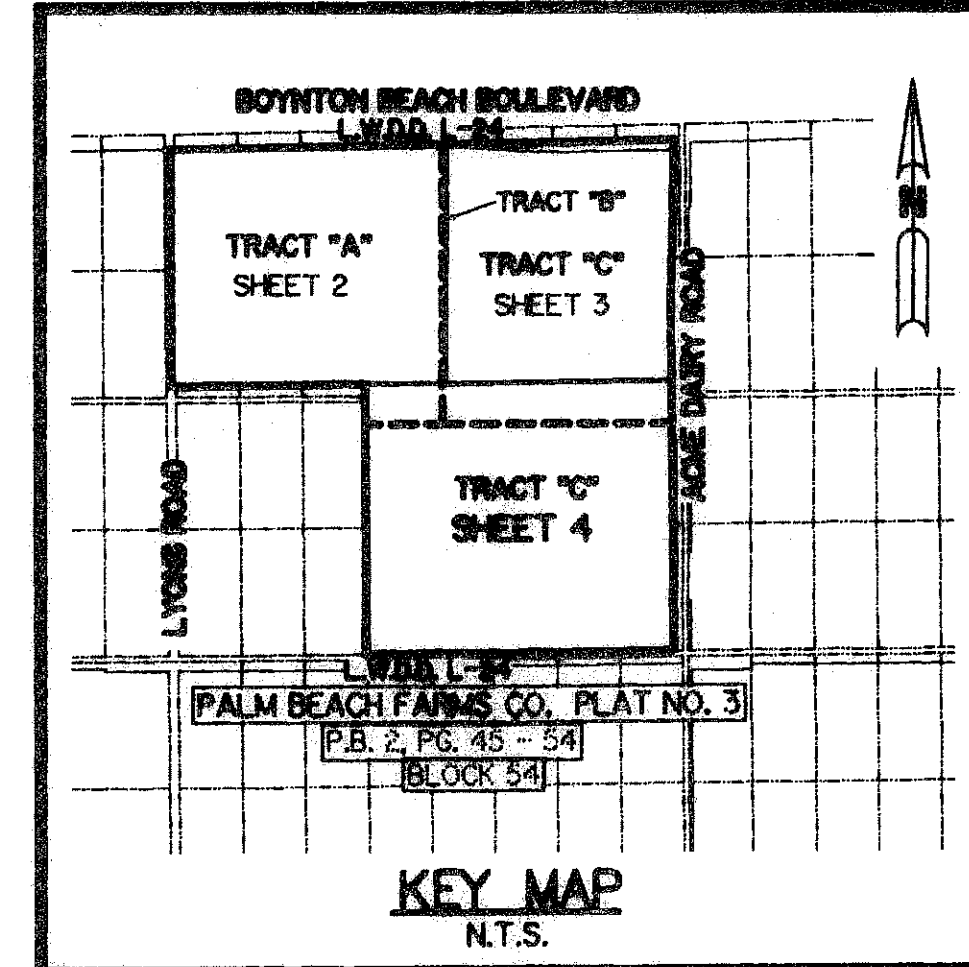 BOYNTON BEACH BOULEVARD
L.W.D.D. L-24
N
TRACT "B"
TRACT "A"
SHEET 2
TRACT "C"
SHEET 3
ACME DAIRY ROAD
LYONS ROAD
TRACT "C"
SHEET 4
L.W.D.D. L-24
PALM BEACH FARMS CO. PLAT NO. 3
P.B. 2, PG. 45 - 54
BLOCK 54
KEY MAP
N.T.S.